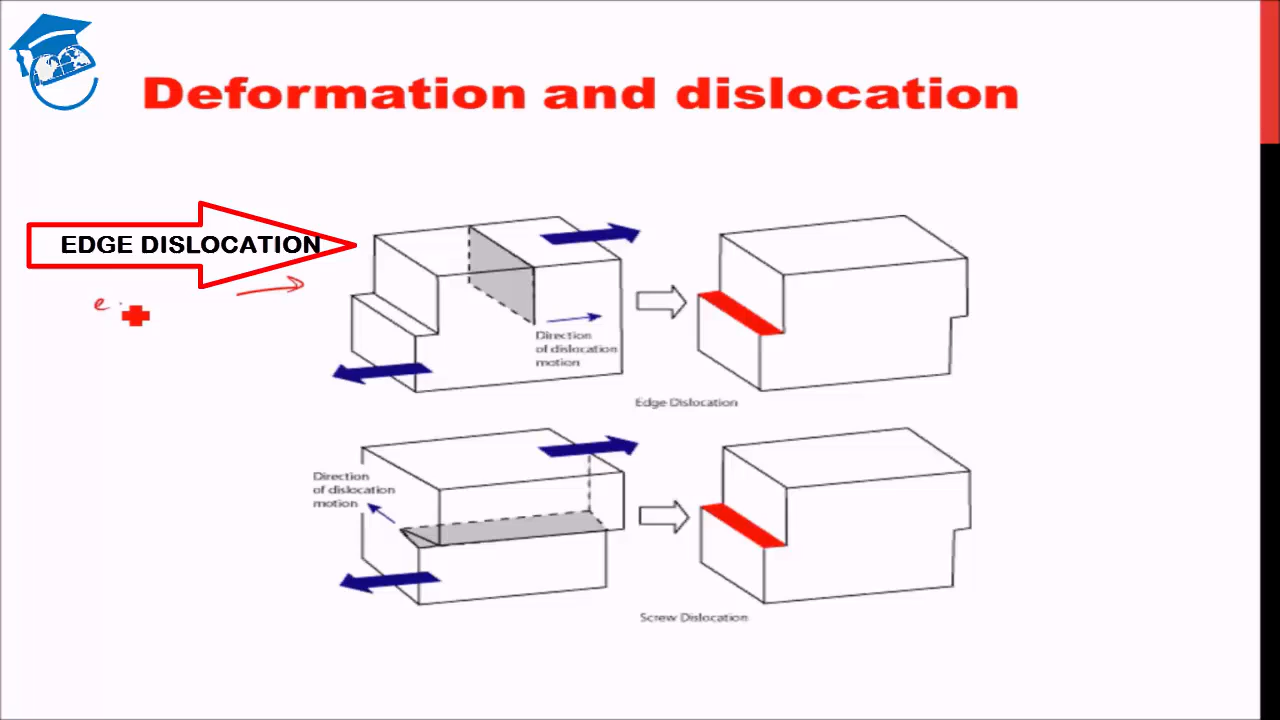 Deformation and dislocation
EDGE DISLOCATION
e
Direction
of dislocation
motion
Edge Dislocation
Direction
of dislocation
motion
Screw Dislocation